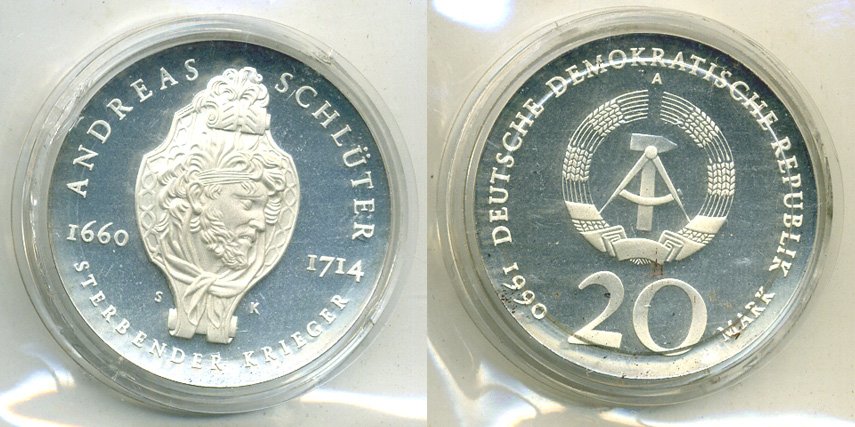 ANDREAS SCHLÜTER
1660
1714
S K
STERBENDER KRIEGER
A
1990 DEUTSCHE DEMOKRATISCHE REPUBLIK
20
MARK